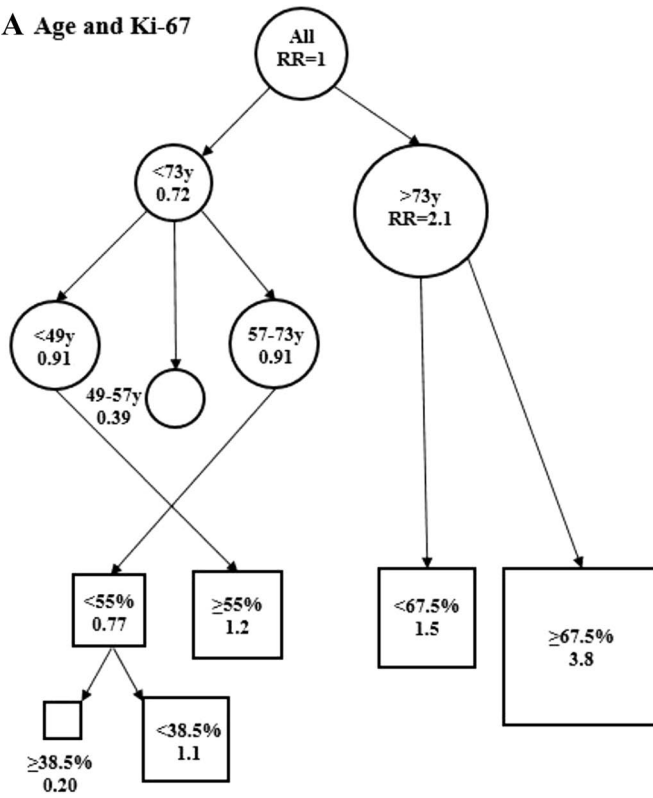 A Age and Ki-67
All
RR=1
<73y
0.72
>73y
RR=2.1
<49y
0.91
49-57y
0.39
57-73y
0.91
<55%
0.77
≥55%
1.2
<67.5%
1.5
≥67.5%
3.8
≥38.5%
0.20
<38.5%
1.1